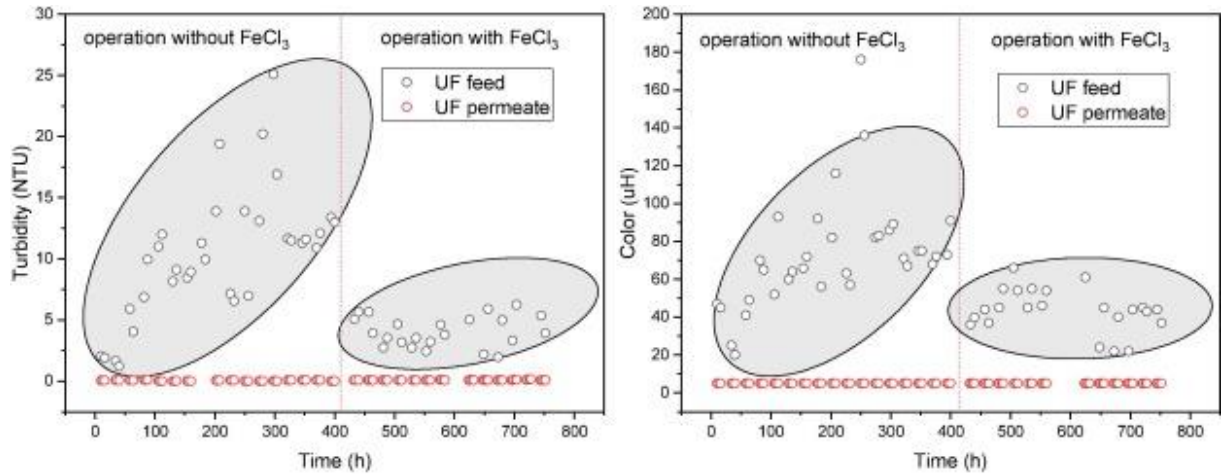 operation without FeCl3
operation with FeCl3
UF feed
UF permeate
Turbidity (NTU)
30
25
20
15
10
5
0
0 100 200 300 400 500 600 700 800
Time (h)
operation without FeCl3
operation with FeCl3
UF feed
UF permeate
Color (uH)
200
180
160
140
120
100
80
60
40
20
0
0 100 200 300 400 500 600 700 800
Time (h)